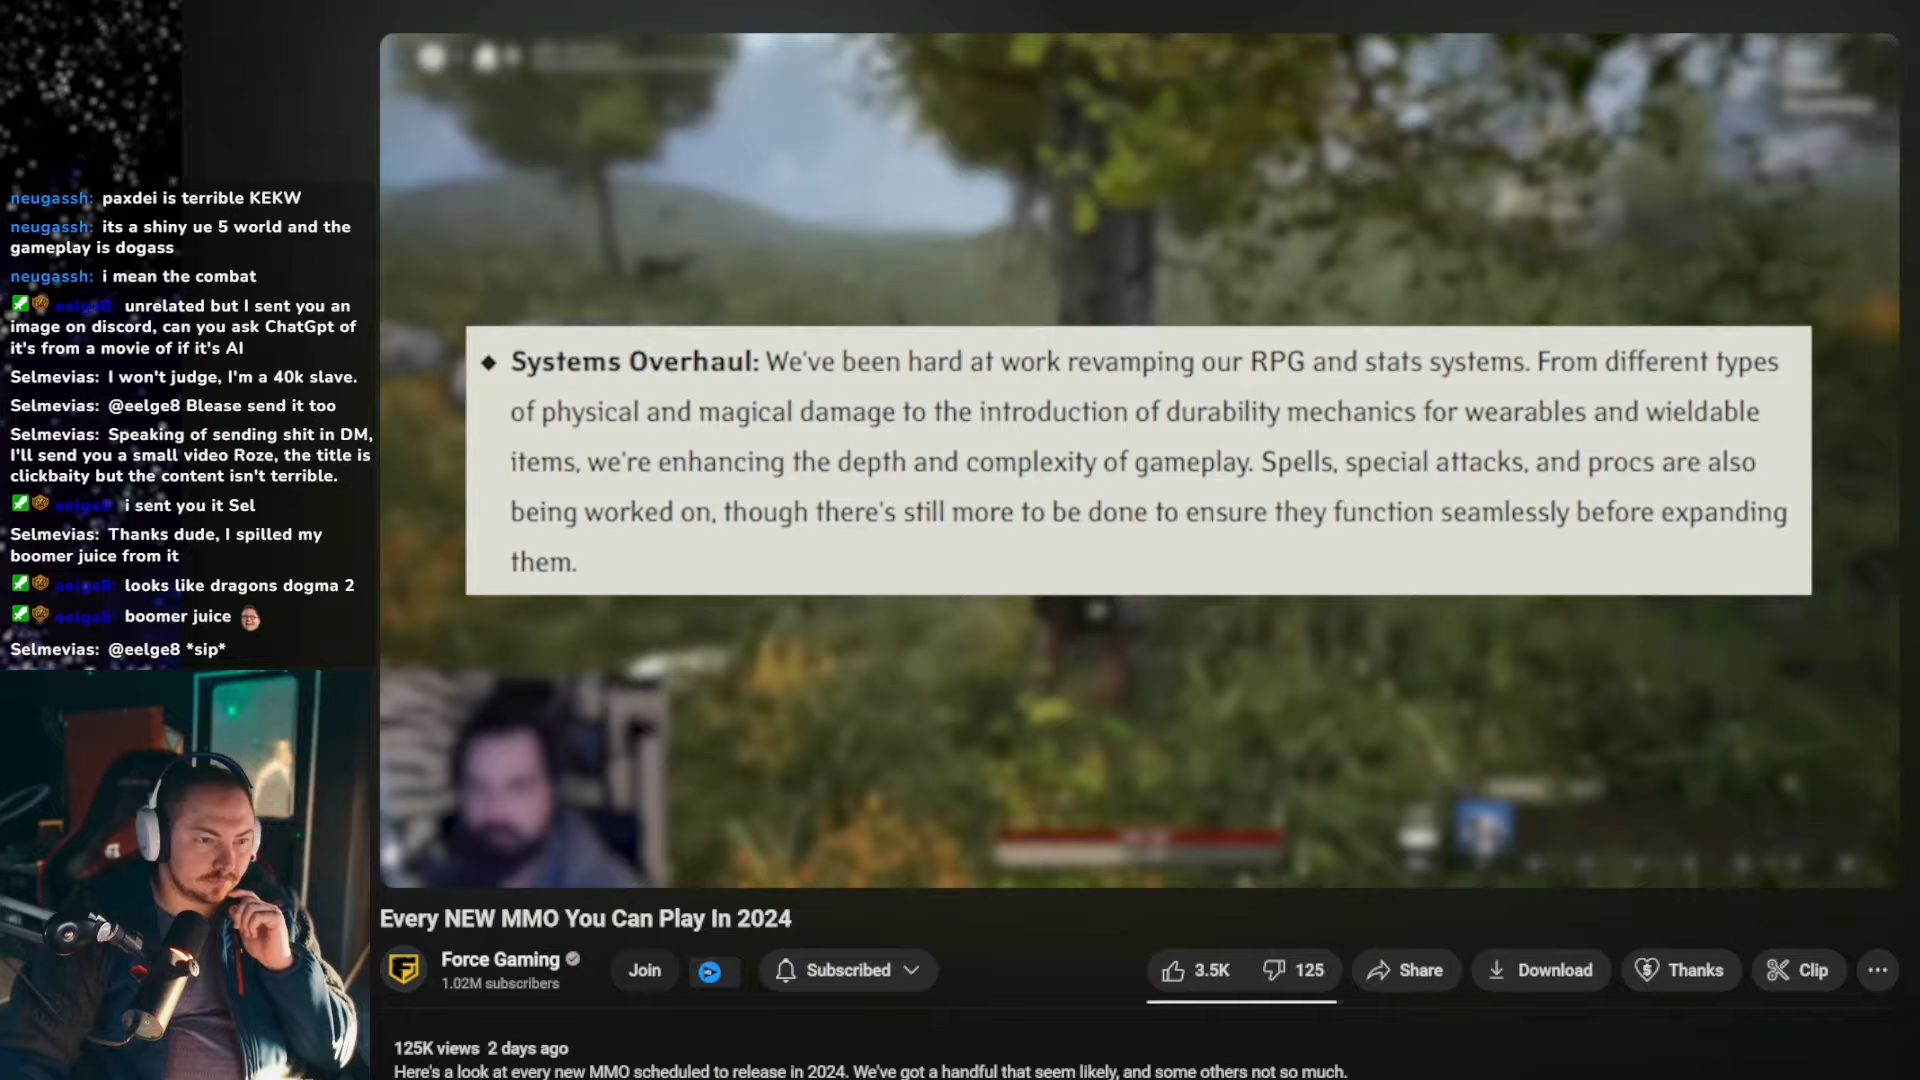 neugassh: paxdei is terrible KEKW
neugassh: its a shiny ue 5 world and the
gameplay is dogass
neugassh: i mean the combat
eelge8: unrelated but I sent you an
image on discord, can you ask ChatGpt of
it's from a movie of if it's AI
Selmevias: I won't judge, I'm a 40k slave.
Selmevias: @eelge8 Blease send it too
Selmevias: Speaking of sending shit in DM,
I'll send you a small video Roze, the title is
clickbaity but the content isn't terrible.
eelge8: i sent you it Sel
Selmevias: Thanks dude, I spilled my
boomer juice from it
eelge8: looks like dragons dogma 2
eelge8: boomer juice
Selmevias: @eelge8 *sip*
◆ Systems Overhaul: We've been hard at work revamping our RPG and stats systems. From different types
of physical and magical damage to the introduction of durability mechanics for wearables and wieldable
items, we're enhancing the depth and complexity of gameplay. Spells, special attacks, and procs are also
being worked on, though there's still more to be done to ensure they function seamlessly before expanding
them.
Every NEW MMO You Can Play In 2024
Force Gaming
1.02M subscribers
Join
Subscribed
3.5K
125
Share
Download
Thanks
Clip
125K views 2 days ago
Here's a look at every new MMO scheduled to release in 2024. We've got a handful that seem likely, and some others not so much.